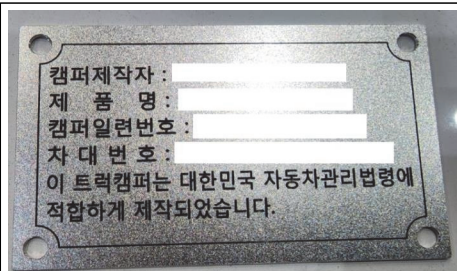 캠퍼제작자 :
제 품 명 :
캠퍼일련번호 :
차 대 번 호 :
이 트럭캠퍼는 대한민국 자동차관리법령에
적합하게 제작되었습니다.